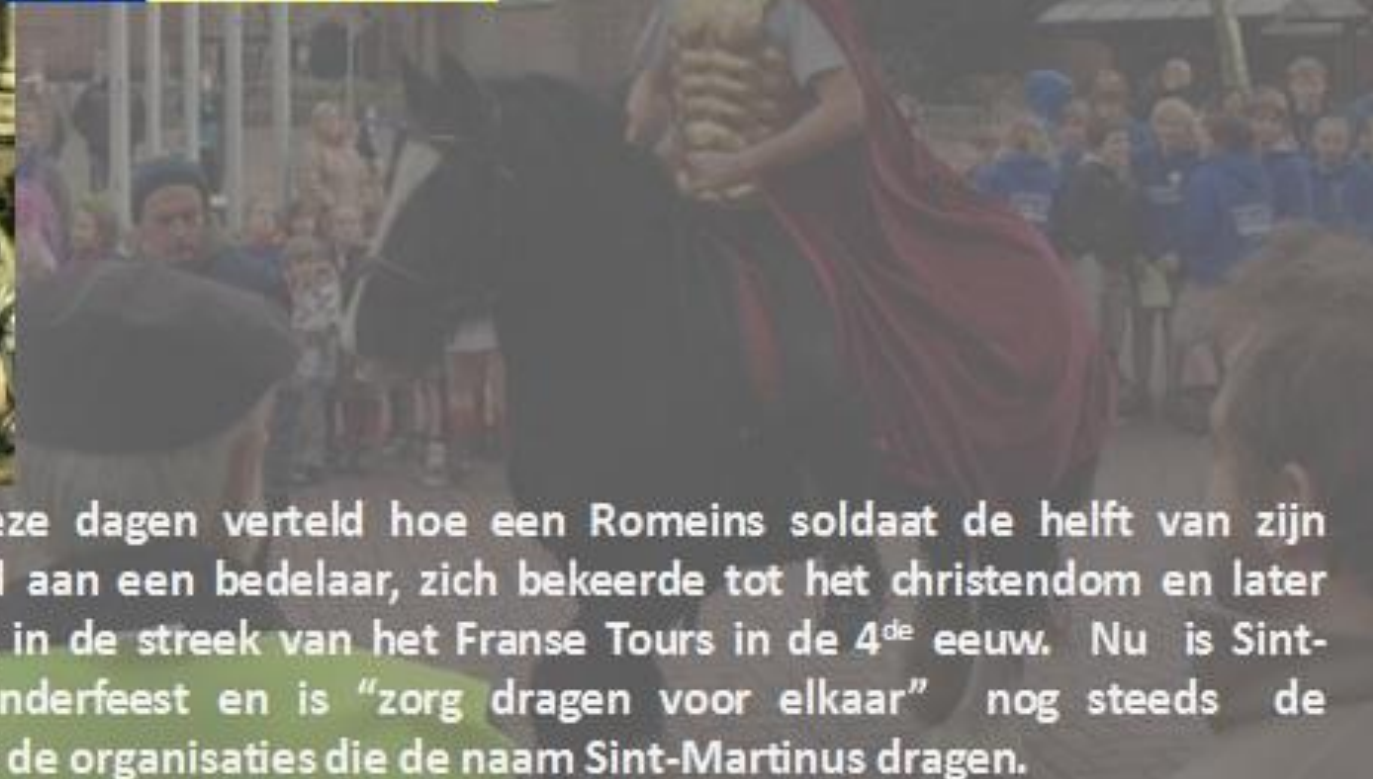 eze dagen verteld hoe een Romeins soldaat de helft van zijn
aan een bedelaar, zich bekeerde tot het christendom en later
in de streek van het Franse Tours in de 4de eeuw. Nu is Sint-
nderfeest en is “zorg dragen voor elkaar” nog steeds de
de organisaties die de naam Sint-Martinus dragen.